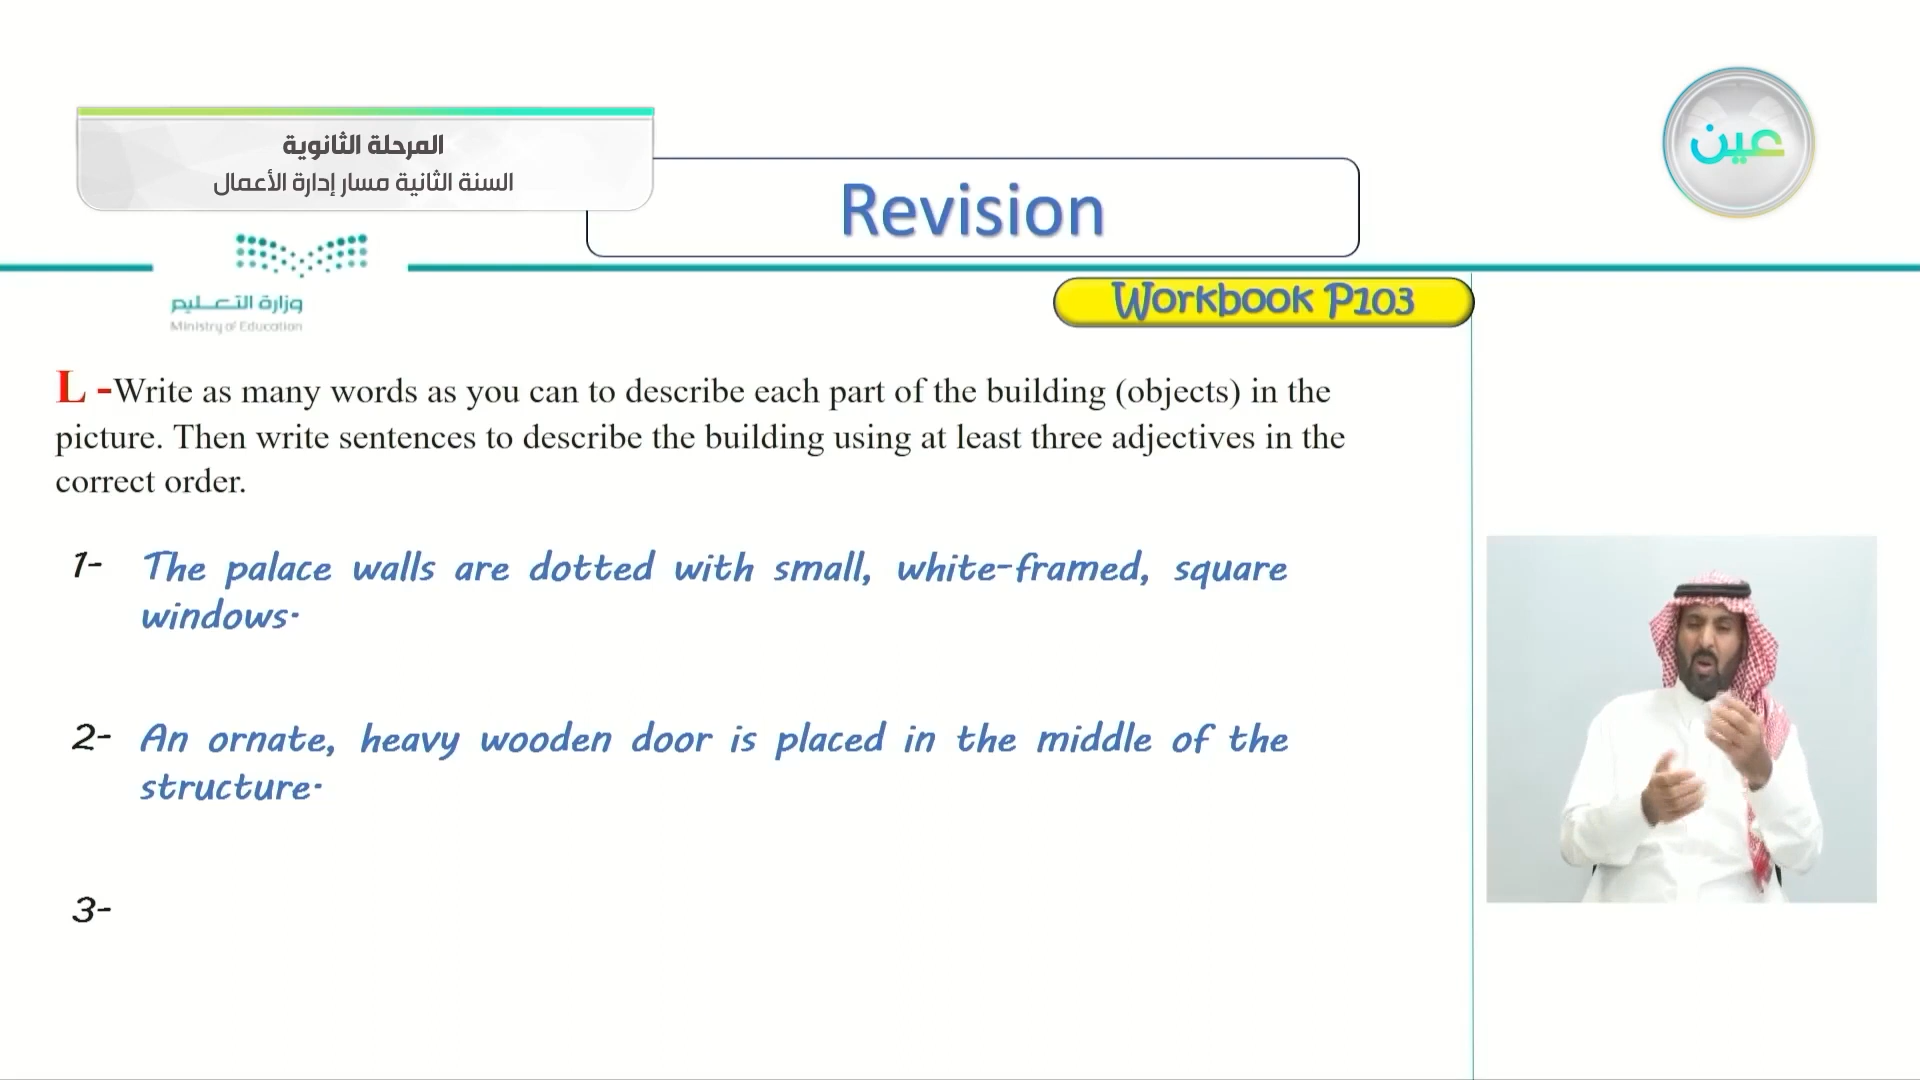 المرحلة الثانوية
السنة الثانية مسار إدارة الأعمال
عين
Revision
وزارة التعليم
Ministry of Education
Workbook P103
L -Write as many words as you can to describe each part of the building (objects) in the
picture. Then write sentences to describe the building using at least three adjectives in the
correct order.
1- The palace walls are dotted with small, white-framed, square
windows.
2- An ornate, heavy wooden door is placed in the middle of the
structure.
3-